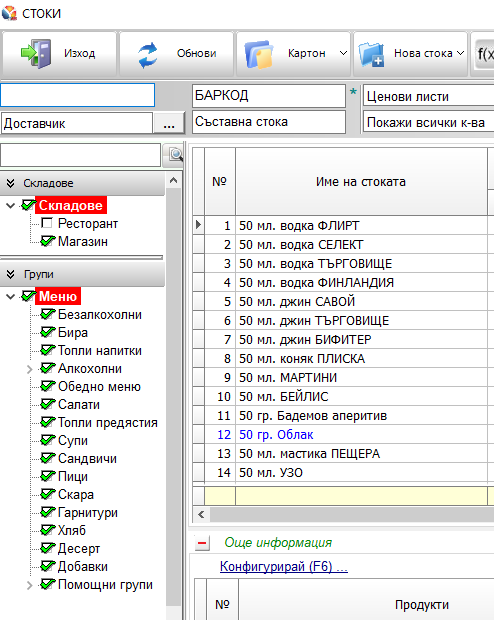 СТОКИ
Изход
Обнови
Картон
Нова стока
f(x
БАРКОД
*
Ценови листи
Доставчик
...
Съставна стока
Покажи всички к-ва
Складове
Складове
Ресторант
Магазин
Групи
Меню
Безалкохолни
Бира
Топли напитки
Алкохолни
Обедно меню
Салати
Топли предястия
Супи
Сандвичи
Пици
Скара
Гарнитури
Хляб
Десерт
Добавки
Помощни групи
№ Име на стоката
1 50 мл. водка ФЛИРТ
2 50 мл. водка СЕЛЕКТ
3 50 мл. водка ТЪРГОВИЩЕ
4 50 мл. водка ФИНЛАНДИЯ
5 50 мл. джин САВОЙ
6 50 мл. джин ТЪРГОВИЩЕ
7 50 мл. джин БИФИТЕР
8 50 мл. коняк ПЛИСКА
9 50 мл. МАРТИНИ
10 50 мл. БЕЙЛИС
11 50 гр. Бадемов аперитив
12 50 гр. Облак
13 50 мл. мастика ПЕЩЕРА
14 50 мл. УЗО
Още информация
Конфигурирай (F6) ...
№ Продукти